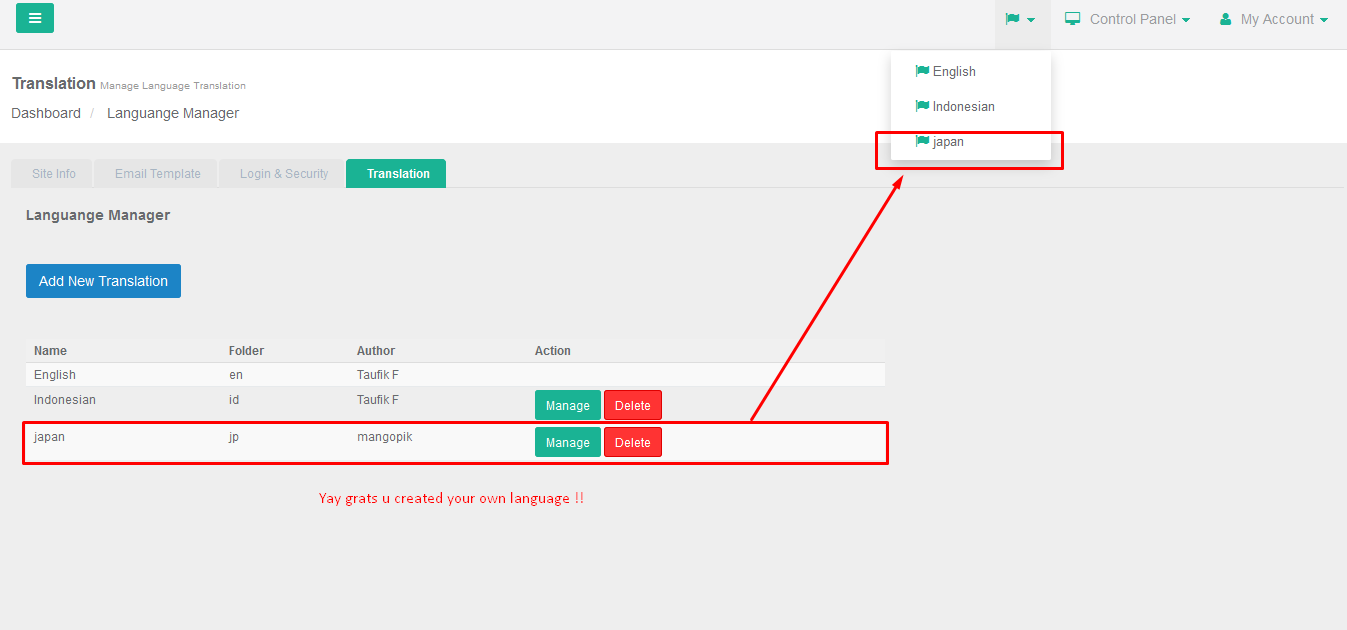 Control Panel
My Account
English
Indonesian
japan
Translation Manage Language Translation
Dashboard / Languange Manager
Site Info
Email Template
Login & Security
Translation
Languange Manager
Add New Translation
Name Folder Author Action
English en Taufik F
Indonesian id Taufik F Manage Delete
japan jp mangopik Manage Delete
Yay grats u created your own language !!